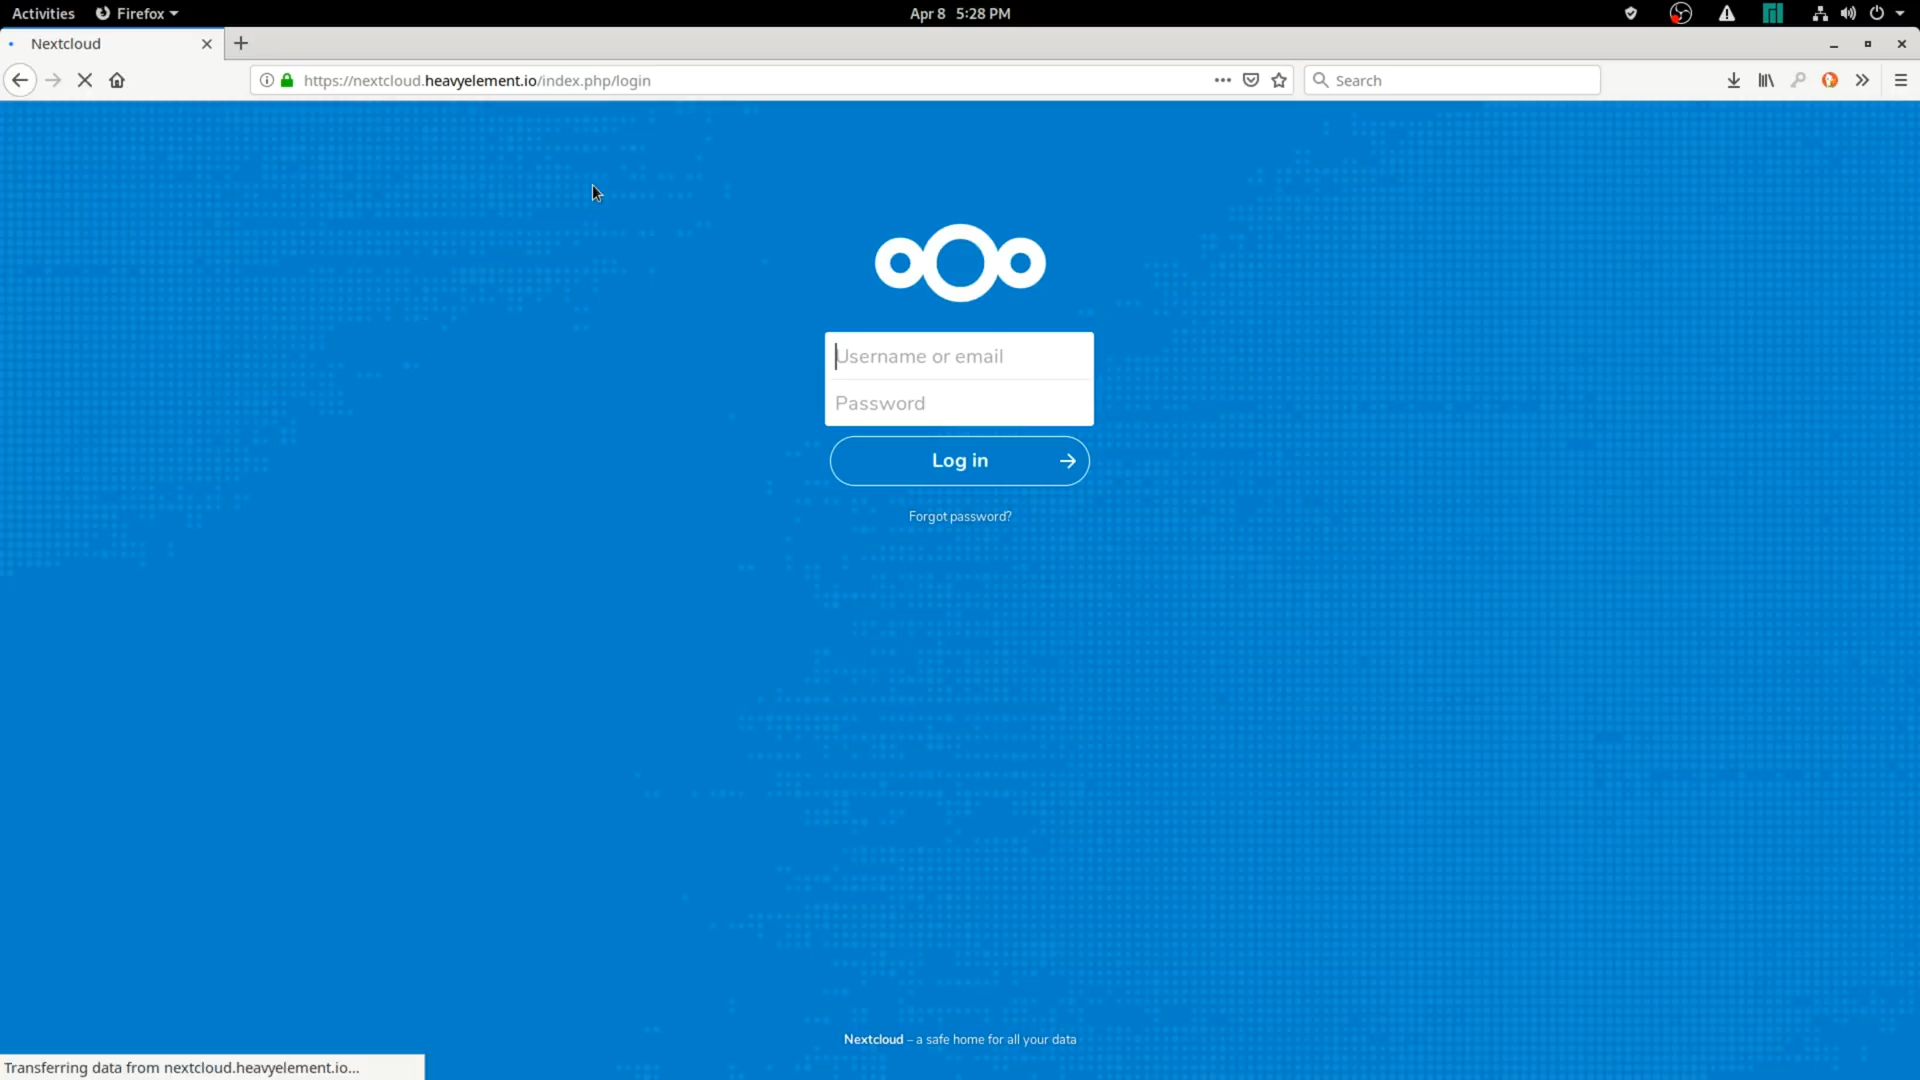 Activities Firefox Apr 8 5:28 PM
Nextcloud
https://nextcloud.heavyelement.io/index.php/login Search
Username or email
Password
Log in
Forgot password?
Nextcloud – a safe home for all your data
Transferring data from nextcloud.heavyelement.io...